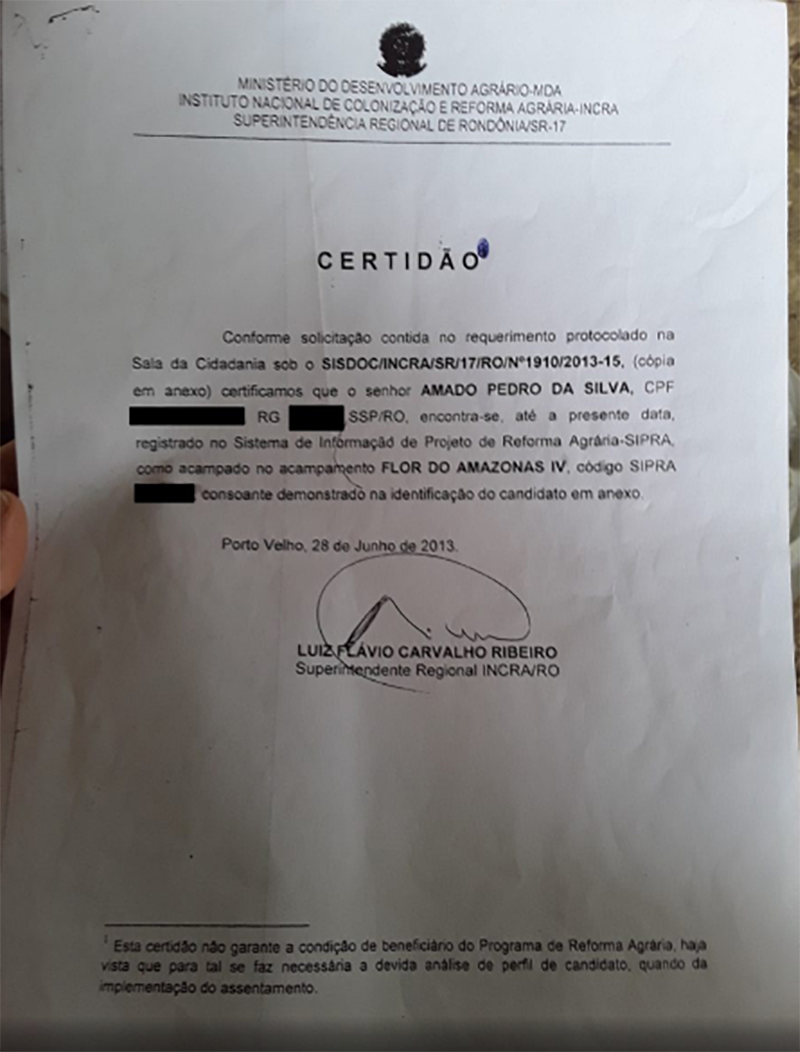 MINISTÉRIO DO DESENVOLVIMENTO AGRÁRIO-MDA
INSTITUTO NACIONAL DE COLONIZAÇÃO E REFORMA AGRÁRIA-INCRA
SUPERINTENDÊNCIA REGIONAL DE RONDÔNIA/SR-17
CERTIDÃO
Conforme solicitação contida no requerimento protocolado na
Sala da Cidadania sob o SISDOC/INCRA/SR/17/RO/Nº1910/2013-15, (cópia
em anexo) certificamos que o senhor AMADO PEDRO DA SILVA, CPF
RG ,SSP/RO, encontra-se, até a presente data,
registrado no Sistema de Informaçãd de Projeto de Reforma Agrária-SIPRA,
como acampado no acampamento FLOR DO AMAZONAS IV, código SIPRA
consoante demonstrado na identificação do candidato em anexo.
Porto Velho, 28 de Junho de 2013.
LUIZ FLÁVIO CARVALHO RIBEIRO
Superintendente Regional INCRA/RO
Esta certidão não garante a condição de beneficiário do Programa de Reforma Agrária, haja
vista que para tal se faz necessária a devida análise de perfil de candidato, quando da
implementação do assentamento.